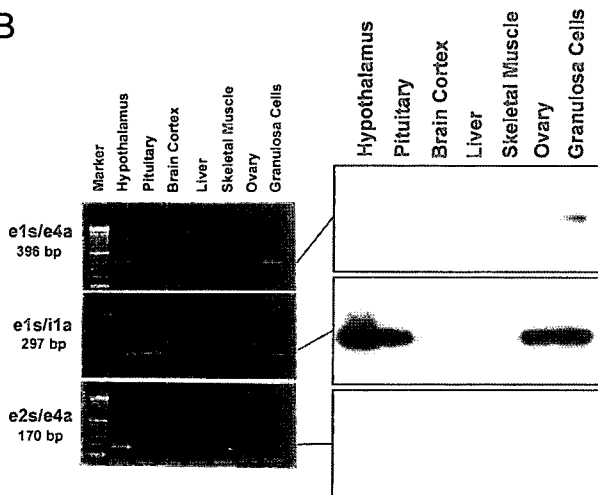 B
Marker
Hypothalamus
Pituitary
Brain Cortex
Liver
Skeletal Muscle
Ovary
Granulosa Cells
Hypothalamus
Pituitary
Brain Cortex
Liver
Skeletal Muscle
Ovary
Granulosa Cells
e1s/e4a
396 bp
e1s/i1a
297 bp
e2s/e4a
170 bp